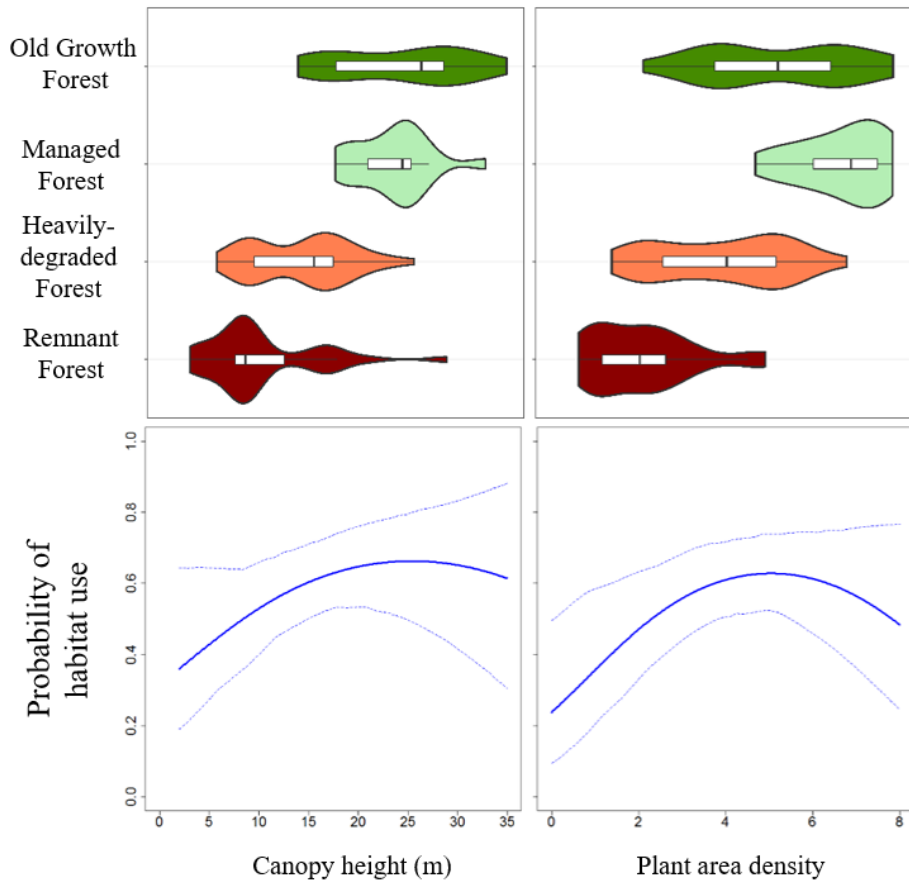 Old Growth
Forest
Managed
Forest
Heavily-
degraded
Forest
Remnant
Forest
Probability of
habitat use
1.0
0.8
0.6
0.4
0.2
0.0
0 5 10 15 20 25 30 35
0 2 4 6 8
Canopy height (m)
Plant area density